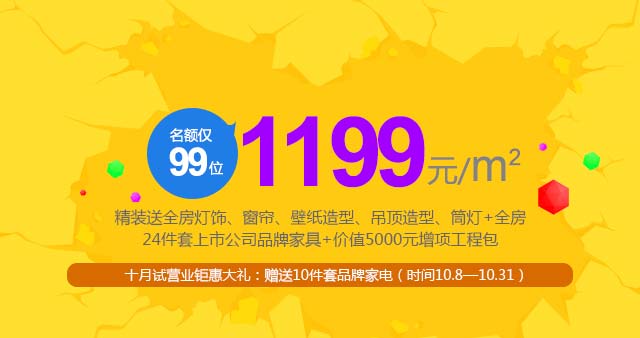 名额仅
99位
1199元/m²
精装送全房灯饰、窗帘、壁纸造型、吊顶造型、筒灯+全房
24件套上市公司品牌家具+价值5000元增项工程包
十月试营业钜惠大礼：赠送10件套品牌家电（时间10.8—10.31）